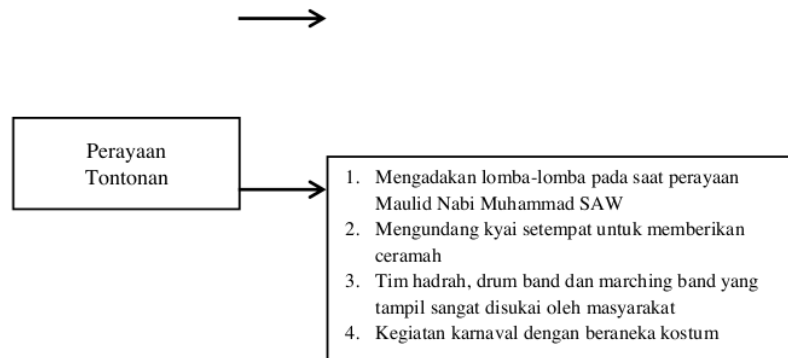 Perayaan
Tontonan
1. Mengadakan lomba-lomba pada saat perayaan
Maulid Nabi Muhammad SAW
2. Mengundang kyai setempat untuk memberikan
ceramah
3. Tim hadrah, drum band dan marching band yang
tampil sangat disukai oleh masyarakat
4. Kegiatan karnaval dengan beraneka kostum